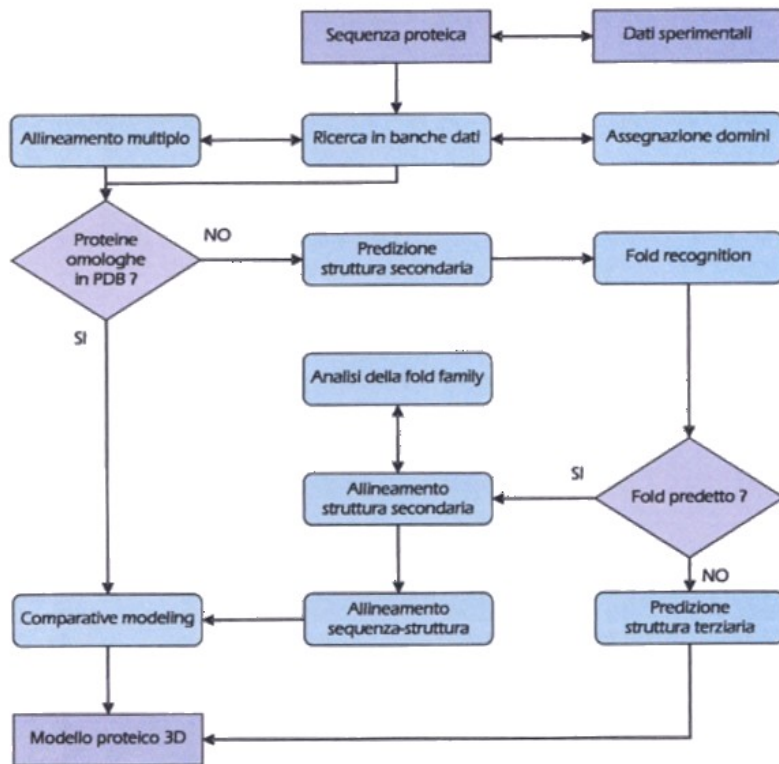 Sequenza proteica
Dati sperimentali
Allineamento multiplo
Ricerca in banche dati
Assegnazione domini
Proteine
omologhe
in PDB ?
NO
Predizione
struttura secondaria
Fold recognition
SI
Analisi della fold family
Allineamento
struttura secondaria
SI
Fold predetto ?
NO
Comparative modeling
Allineamento
sequenza-struttura
Predizione
struttura terziaria
Modello proteico 3D